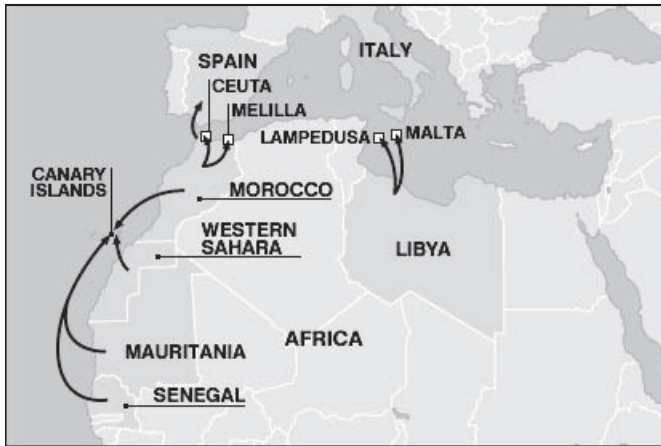 ITALY
SPAIN
CEUTA
MELILLA
LAMPEDUSA
MALTA
CANARY
ISLANDS
MOROCCO
WESTERN
SAHARA
LIBYA
AFRICA
MAURITANIA
SENEGAL